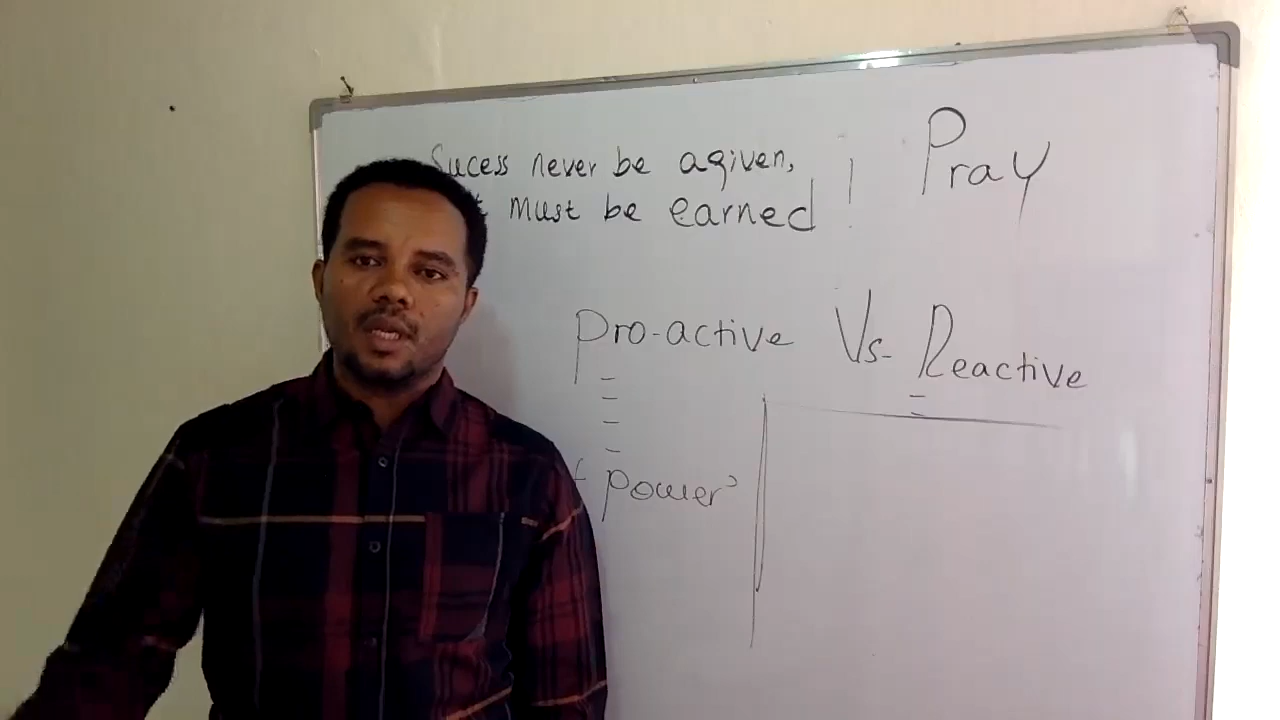 Sucess never be agiven,
must be earned !
Pray
Pro-active Vs- Reactive
power